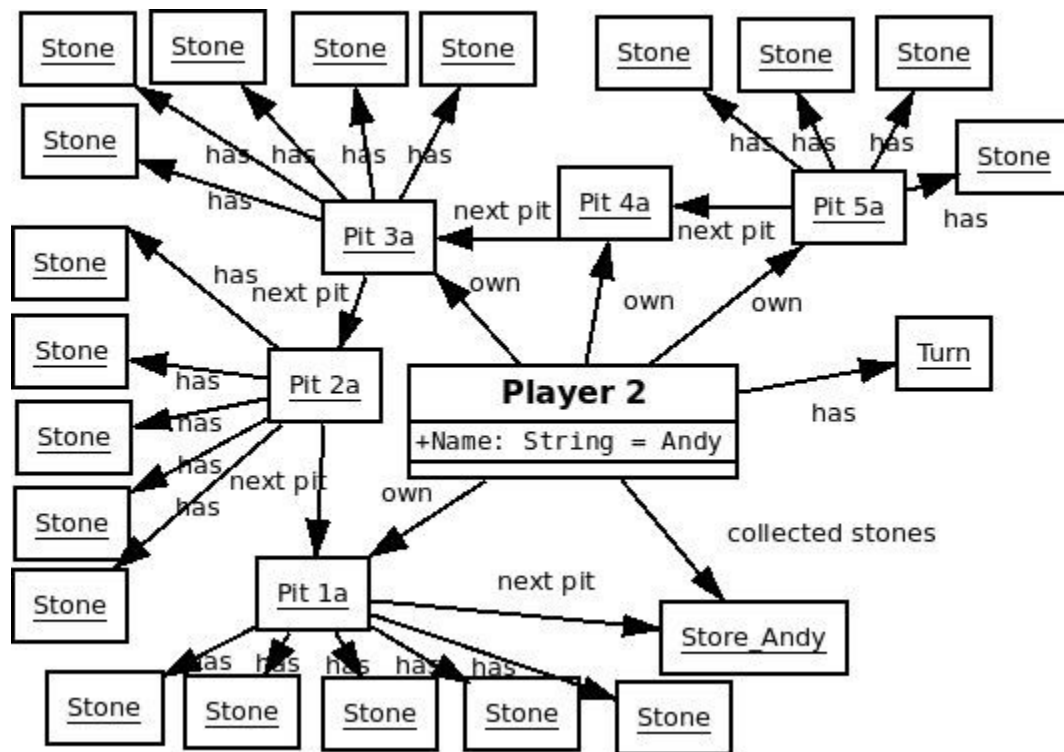 Stone
Stone
Stone
Stone
Stone
Stone
Stone
Stone
Stone
has
has
has
has
has
has
has
has
has
Pit 3a
next pit
Pit 4a
next pit
Pit 5a
Stone
has
next pit
own
own
own
Stone
has
Pit 2a
Player 2
Turn
has
Stone
has
+Name: String = Andy
Stone
has
has
next pit
own
Stone
collected stones
Pit 1a
next pit
Store_Andy
has
has
has
has
has
Stone
Stone
Stone
Stone
Stone